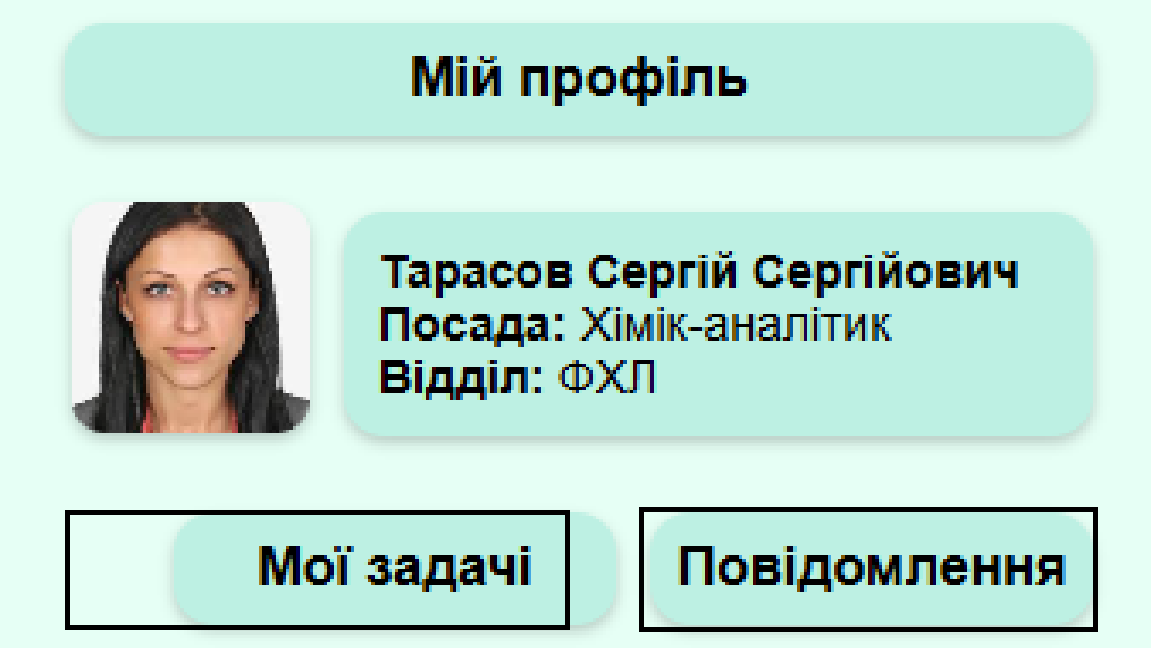 Мій профіль
Тарасов Сергій Сергійович
Посада: Хімік-аналітик
Відділ: ФХЛ
Мої задачі Повідомлення